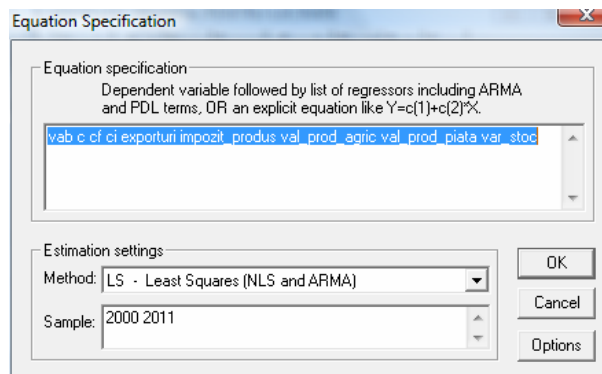 Equation Specification
Equation specification
Dependent variable followed by list of regressors including ARMA
and PDL terms, OR an explicit equation like Y=c(1)+c(2)*X.
vab c cf ci exporturi impozit_produs val_prod_agric val_prod_piata var_stoc
Estimation settings
Method: LS - Least Squares (NLS and ARMA)
Sample: 2000 2011
OK
Cancel
Options